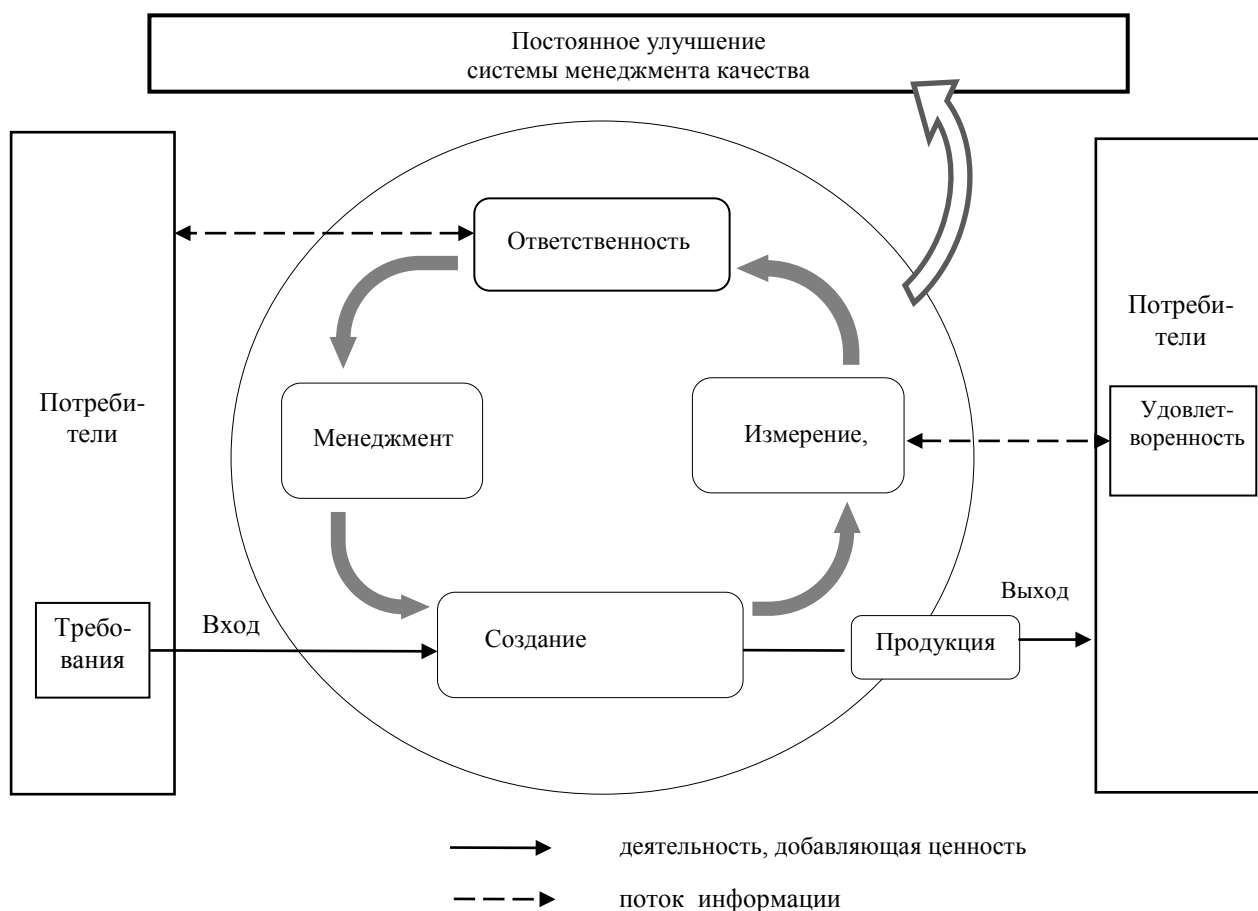 Постоянное улучшение
системы менеджмента качества
Ответственность
Потреби-
тели
Потреби-
тели
Менеджмент
Измерение,
Удовлет-
воренность
Требо-
вания
Вход
Создание
Продукция
Выход
деятельность, добавляющая ценность
поток информации